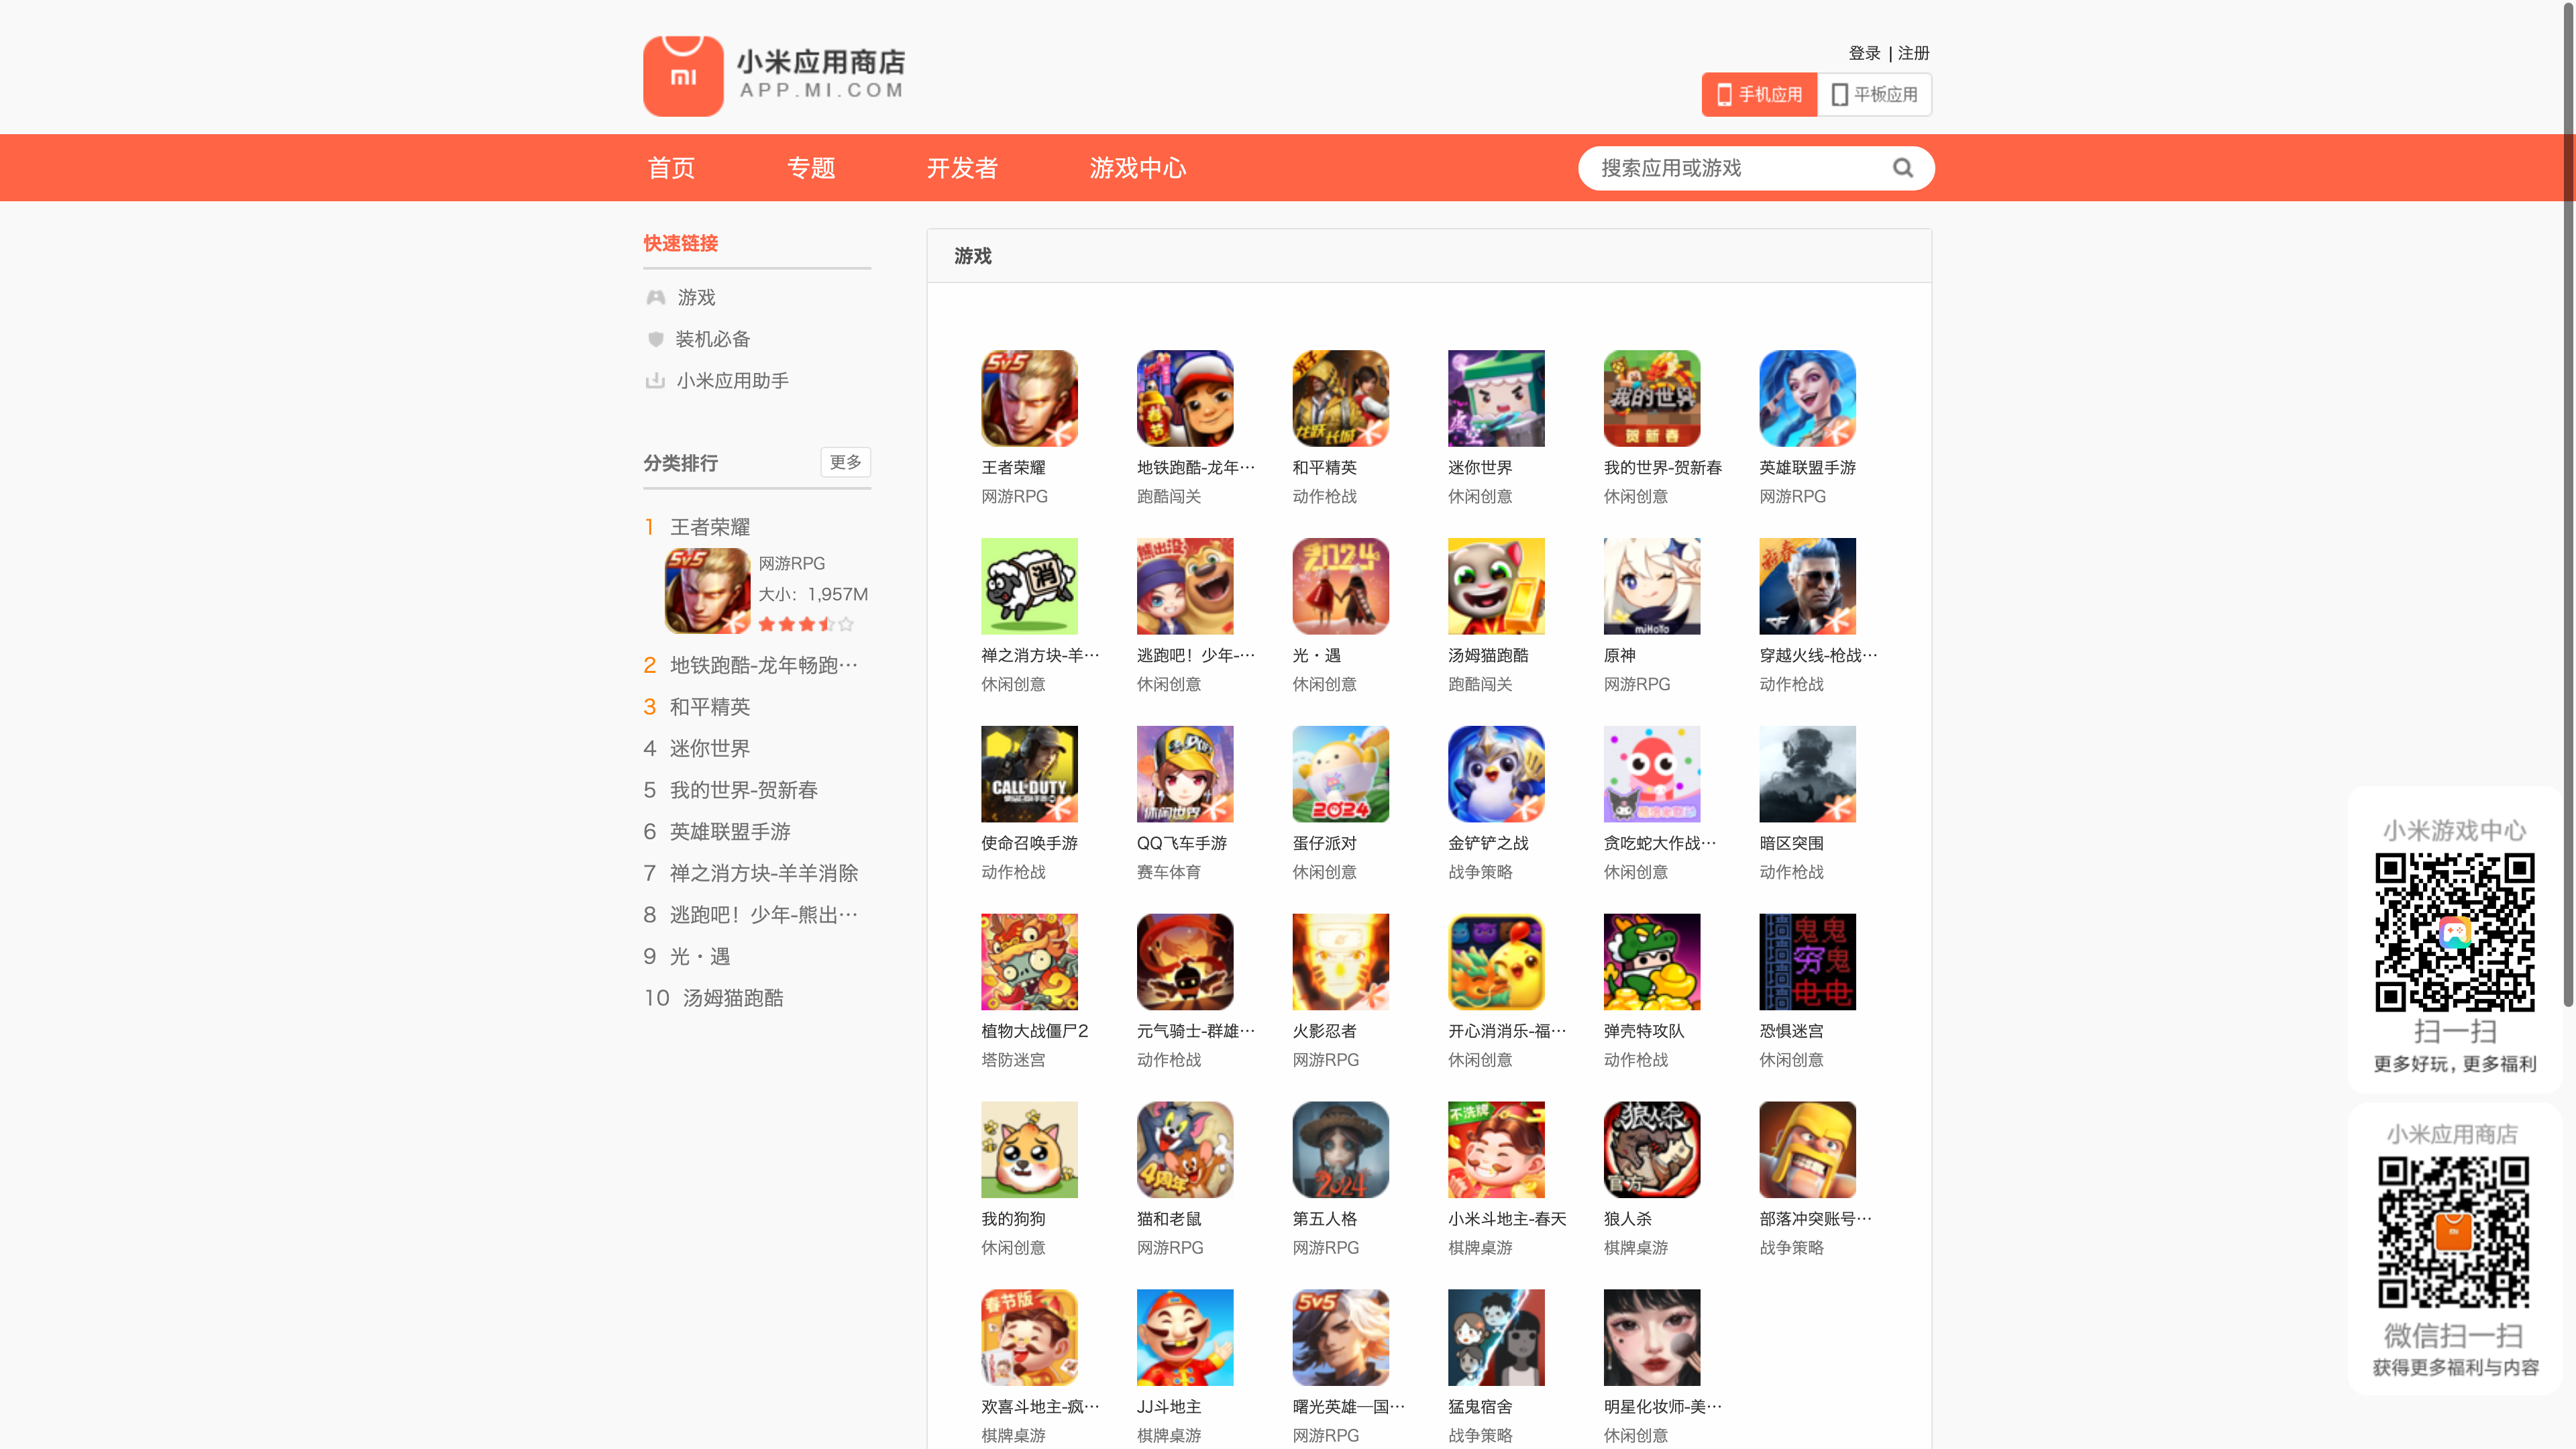 小米应用商店
APP.MI.COM
登录 | 注册
手机应用 平板应用
首页 专题 开发者 游戏中心
搜索应用或游戏
快速链接
游戏
装机必备
小米应用助手
分类排行 更多
1 王者荣耀
网游RPG
大小：1,957M
2 地铁跑酷-龙年畅跑…
3 和平精英
4 迷你世界
5 我的世界-贺新春
6 英雄联盟手游
7 禅之消方块-羊羊消除
8 逃跑吧！少年-熊出…
9 光・遇
10 汤姆猫跑酷
游戏
王者荣耀 地铁跑酷-龙年… 和平精英 迷你世界 我的世界-贺新春 英雄联盟手游
网游RPG 跑酷闯关 动作枪战 休闲创意 休闲创意 网游RPG
禅之消方块-羊… 逃跑吧！少年-… 光・遇 汤姆猫跑酷 原神 穿越火线-枪战…
休闲创意 休闲创意 休闲创意 跑酷闯关 网游RPG 动作枪战
使命召唤手游 QQ飞车手游 蛋仔派对 金铲铲之战 贪吃蛇大作战… 暗区突围
动作枪战 赛车体育 休闲创意 战争策略 休闲创意 动作枪战
植物大战僵尸2 元气骑士-群雄… 火影忍者 开心消消乐-福… 弹壳特攻队 恐惧迷宫
塔防迷宫 动作枪战 网游RPG 休闲创意 动作枪战 休闲创意
我的狗狗 猫和老鼠 第五人格 小米斗地主-春天 狼人杀 部落冲突账号…
休闲创意 网游RPG 网游RPG 棋牌桌游 棋牌桌游 战争策略
欢喜斗地主-疯… JJ斗地主 曙光英雄—国… 猛鬼宿舍 明星化妆师-美…
棋牌桌游 棋牌桌游 网游RPG 战争策略 休闲创意
小米游戏中心
扫一扫
更多好玩，更多福利
小米应用商店
微信扫一扫
获得更多福利与内容